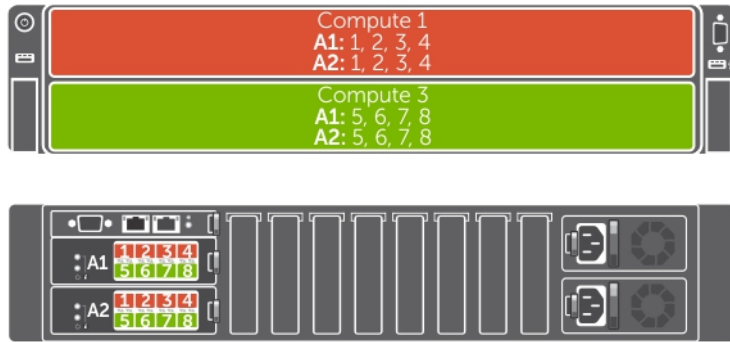 Compute 1
A1: 1, 2, 3, 4
A2: 1, 2, 3, 4
Compute 3
A1: 5, 6, 7, 8
A2: 5, 6, 7, 8
A1 1 2 3 4
5 6 7 8
A2 1 2 3 4
5 6 7 8